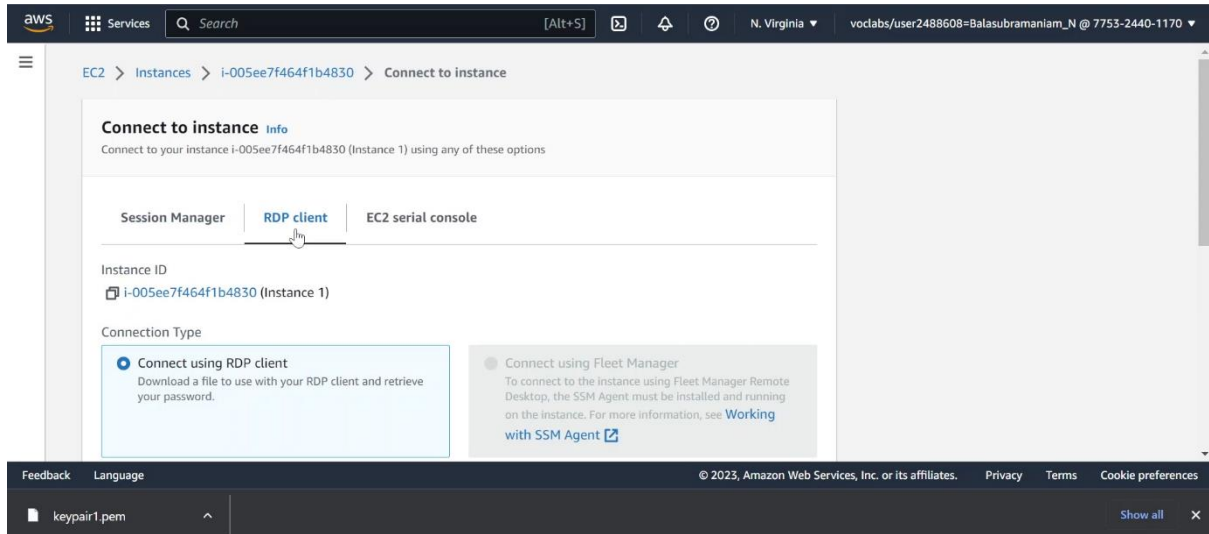 aws Services Search [Alt+S] N. Virginia ▼ voclabs/user2488608=Balasubramaniam_N @ 7753-2440-1170 ▼
EC2 > Instances > i-005ee7f464f1b4830 > Connect to instance
Connect to instance Info
Connect to your instance i-005ee7f464f1b4830 (Instance 1) using any of these options
Session Manager RDP client EC2 serial console
Instance ID
i-005ee7f464f1b4830 (Instance 1)
Connection Type
Connect using RDP client
Download a file to use with your RDP client and retrieve
your password.
Connect using Fleet Manager
To connect to the instance using Fleet Manager Remote
Desktop, the SSM Agent must be installed and running
on the instance. For more information, see Working
with SSM Agent
Feedback Language © 2023, Amazon Web Services, Inc. or its affiliates. Privacy Terms Cookie preferences
keypair1.pem Show all